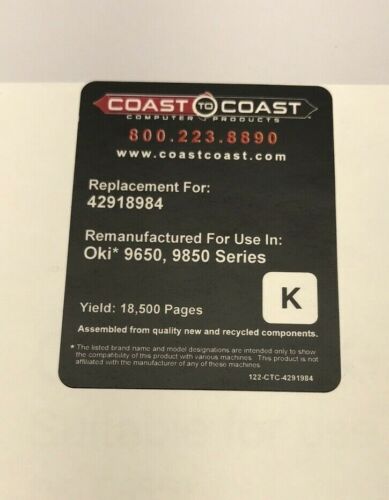 COAST TO COAST
COMPUTER PRODUCTS
800.223.8890
www.coastcoast.com
Replacement For:
42918984
Remanufactured For Use In:
Oki* 9650, 9850 Series
K
Yield: 18,500 Pages
Assembled from quality new and recycled components.
* The listed brand name and model designations are intended only to show
the compatibility of this product with various machines. This product is not
affiliated with the manufacturer of any of these machines.
122-CTC-4291984